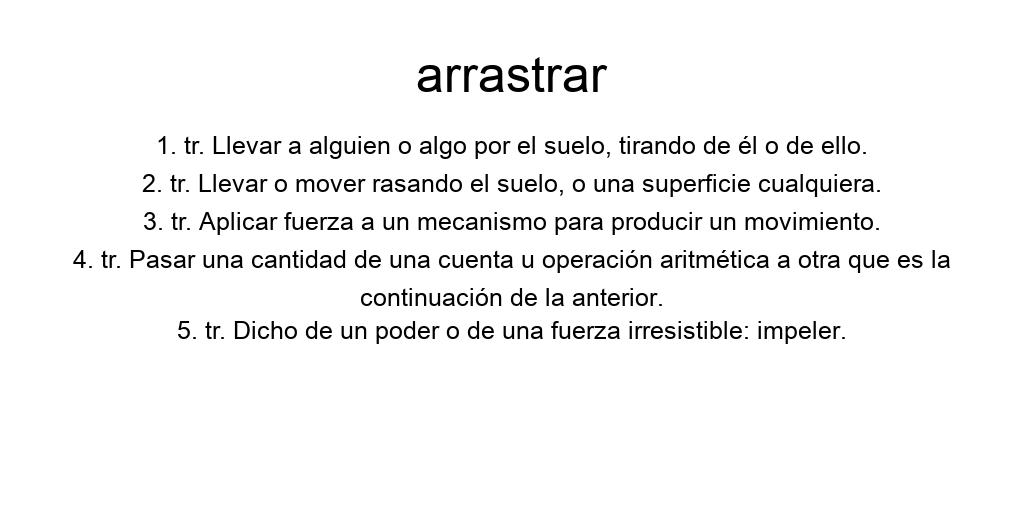 arrastrar
1. tr. Llevar a alguien o algo por el suelo, tirando de él o de ello.
2. tr. Llevar o mover rasando el suelo, o una superficie cualquiera.
3. tr. Aplicar fuerza a un mecanismo para producir un movimiento.
4. tr. Pasar una cantidad de una cuenta u operación aritmética a otra que es la
continuación de la anterior.
5. tr. Dicho de un poder o de una fuerza irresistible: impeler.